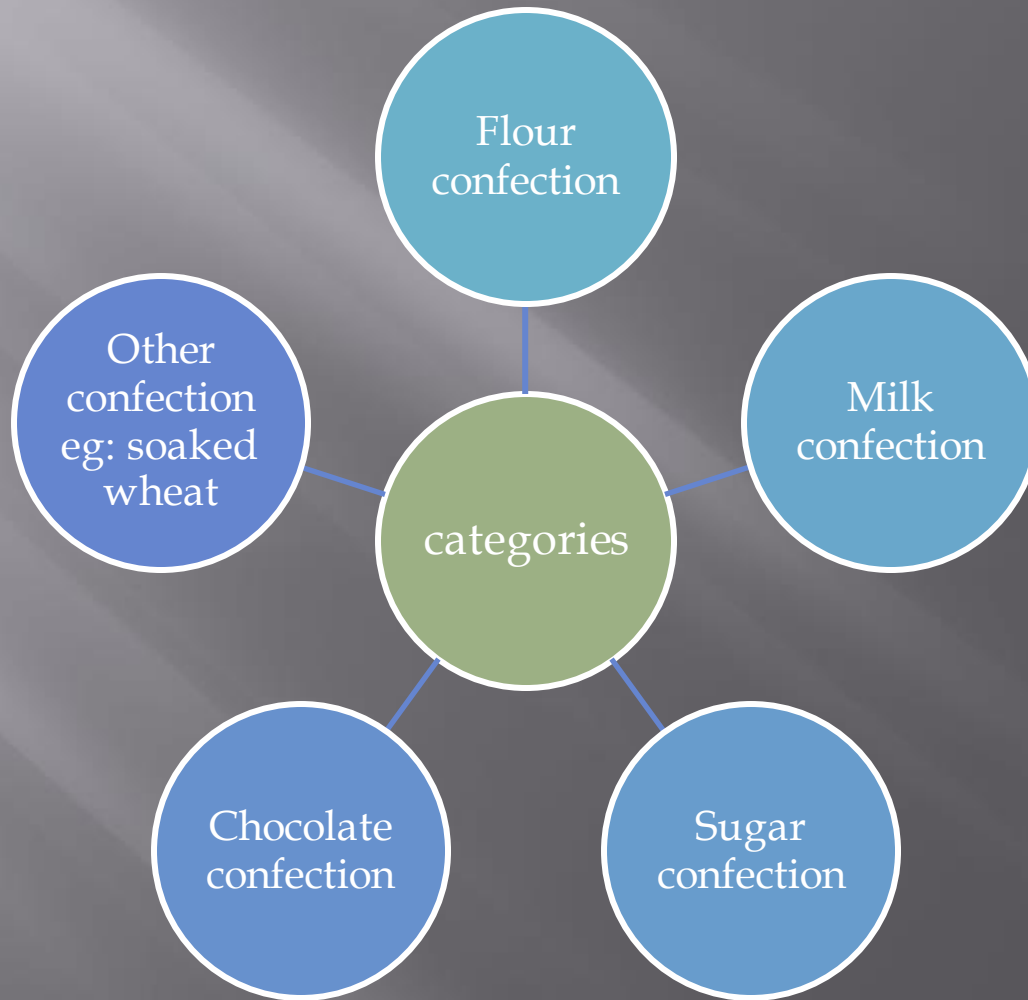 Flour
confection
Other
confection
eg: soaked
wheat
Milk
confection
categories
Chocolate
confection
Sugar
confection